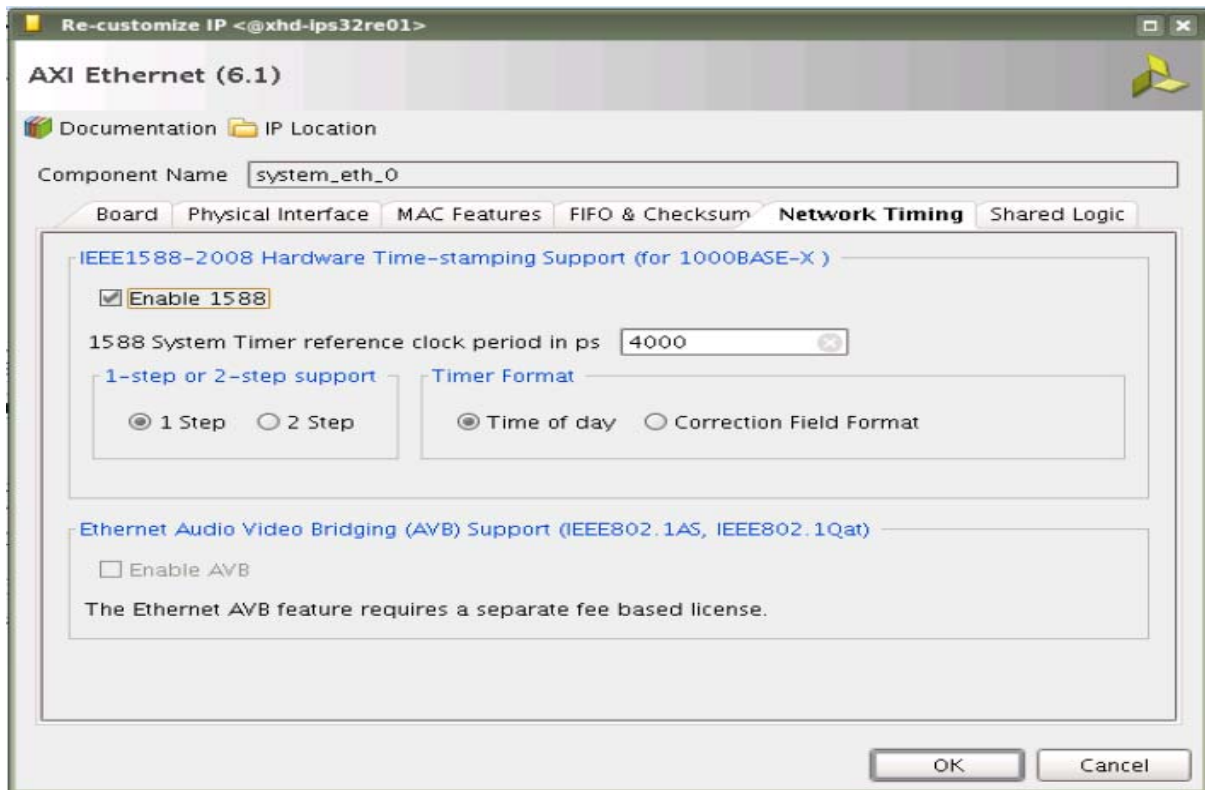 Re-customize IP <@xhd-ips32re01>
AXI Ethernet (6.1)
Documentation IP Location
Component Name system_eth_0
Board Physical Interface MAC Features FIFO & Checksum Network Timing Shared Logic
IEEE1588-2008 Hardware Time-stamping Support (for 1000BASE-X )
Enable 1588
1588 System Timer reference clock period in ps 4000
1-step or 2-step support Timer Format
1 Step 2 Step Time of day Correction Field Format
Ethernet Audio Video Bridging (AVB) Support (IEEE802.1AS, IEEE802.1Qat)
Enable AVB
The Ethernet AVB feature requires a separate fee based license.
OK Cancel